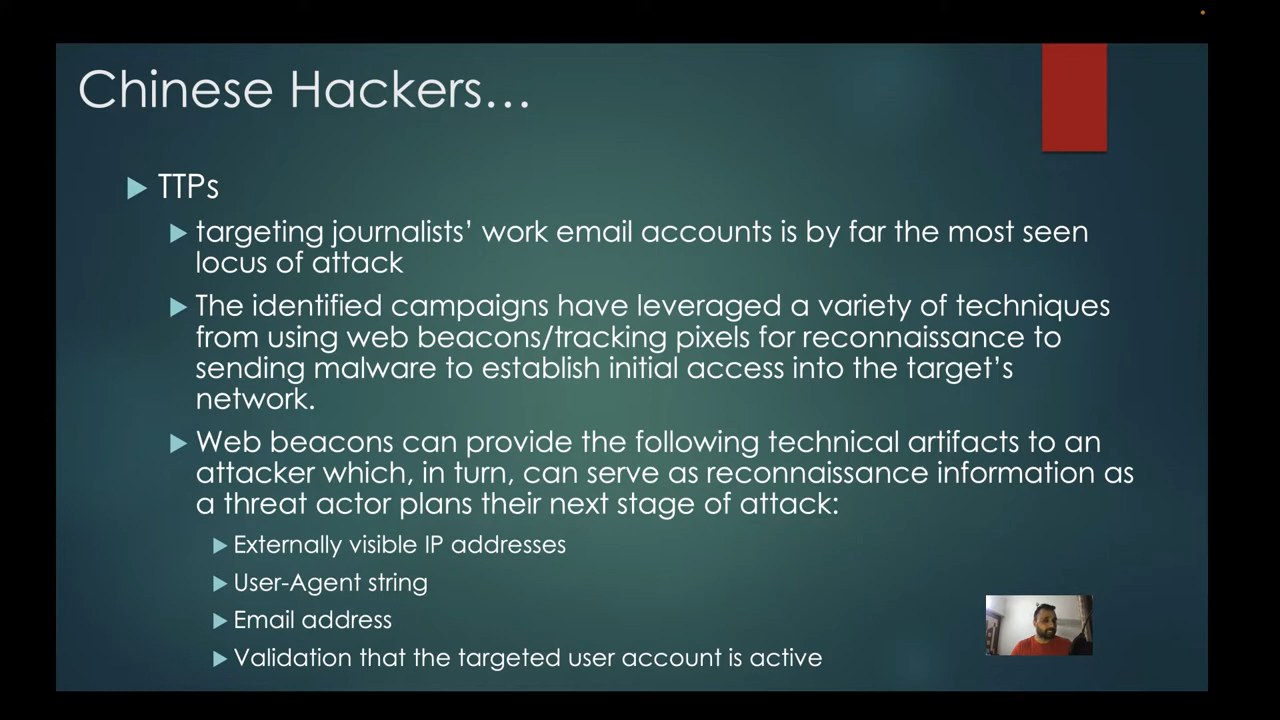 Chinese Hackers…
TTPs
targeting journalists’ work email accounts is by far the most seen
locus of attack
The identified campaigns have leveraged a variety of techniques
from using web beacons/tracking pixels for reconnaissance to
sending malware to establish initial access into the target’s
network.
Web beacons can provide the following technical artifacts to an
attacker which, in turn, can serve as reconnaissance information as
a threat actor plans their next stage of attack:
Externally visible IP addresses
User-Agent string
Email address
Validation that the targeted user account is active